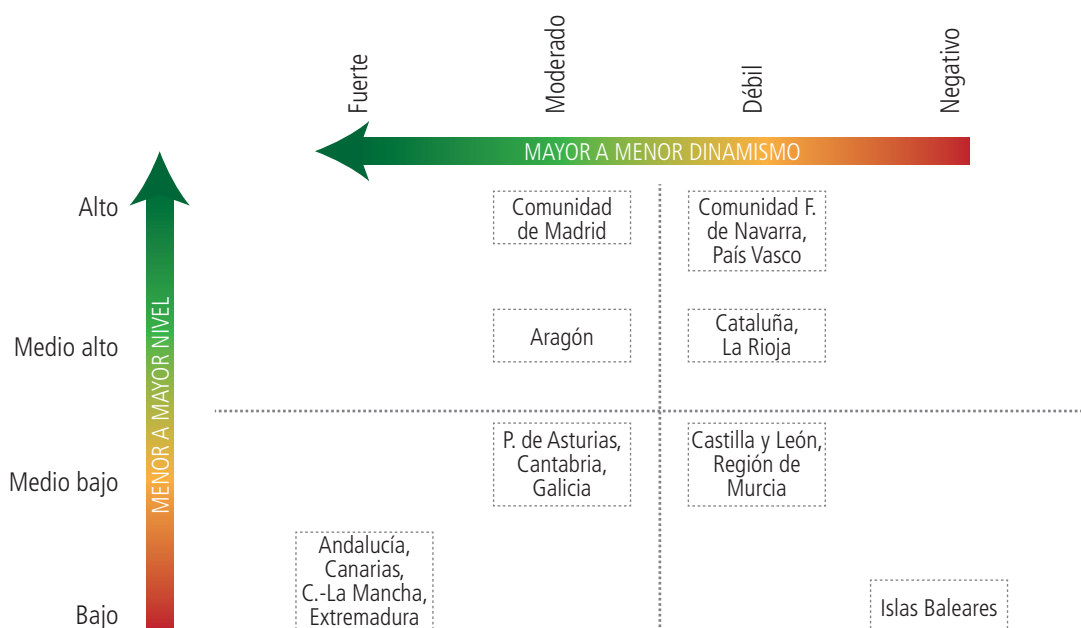 Fuerte
Moderado
Débil
Negativo
MAYOR A MENOR DINAMISMO
MENOR A MAYOR NIVEL
Alto
Comunidad
de Madrid
Comunidad F.
de Navarra,
País Vasco
Medio alto
Aragón
Cataluña,
La Rioja
Medio bajo
P. de Asturias,
Cantabria,
Galicia
Castilla y León,
Región de
Murcia
Bajo
Andalucía,
Canarias,
C.-La Mancha,
Extremadura
Islas Baleares